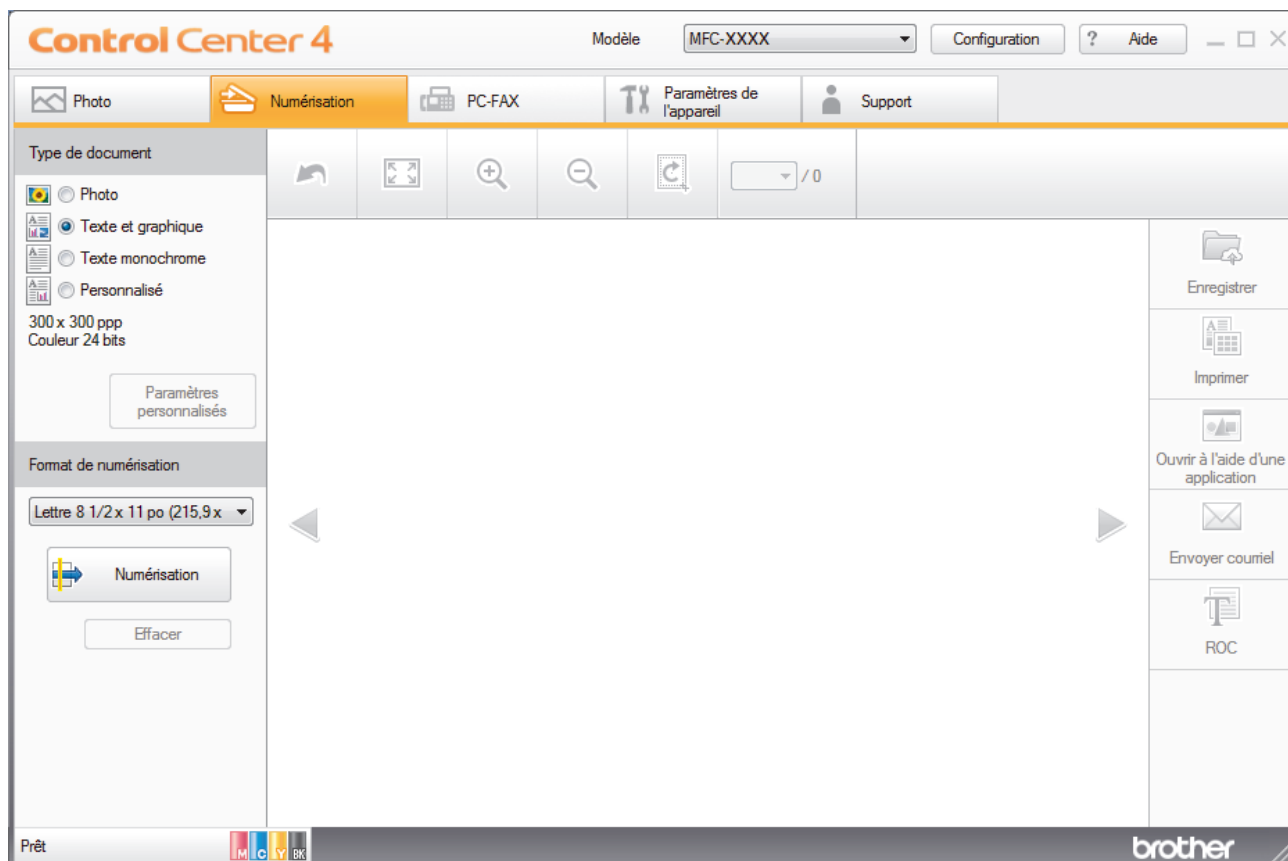 Control Center 4
Modèle
MFC-XXXX
Configuration
? Aide
Photo
Numérisation
PC-FAX
Paramètres de
l'appareil
Support
Type de document
Photo
Texte et graphique
Texte monochrome
Personnalisé
300 x 300 ppp
Couleur 24 bits
Paramètres
personnalisés
Format de numérisation
Lettre 8 1/2 x 11 po (215,9 x
Numérisation
Effacer
/ 0
Enregistrer
Imprimer
Ouvrir à l'aide d'une
application
Envoyer courriel
ROC
Prêt
M C Y BK
brother